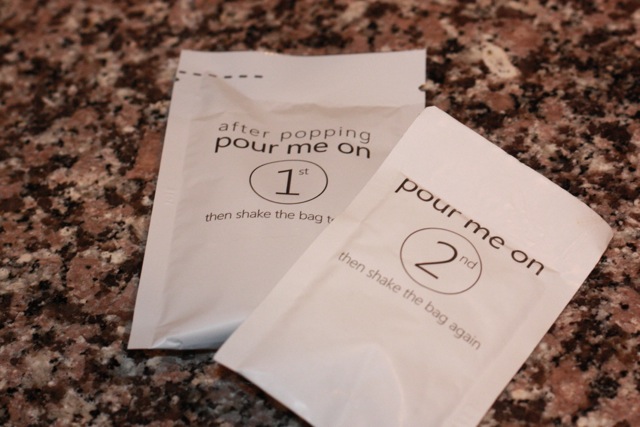 after popping
pour me on
1st
then shake the bag
pour me on
2nd
then shake the bag again